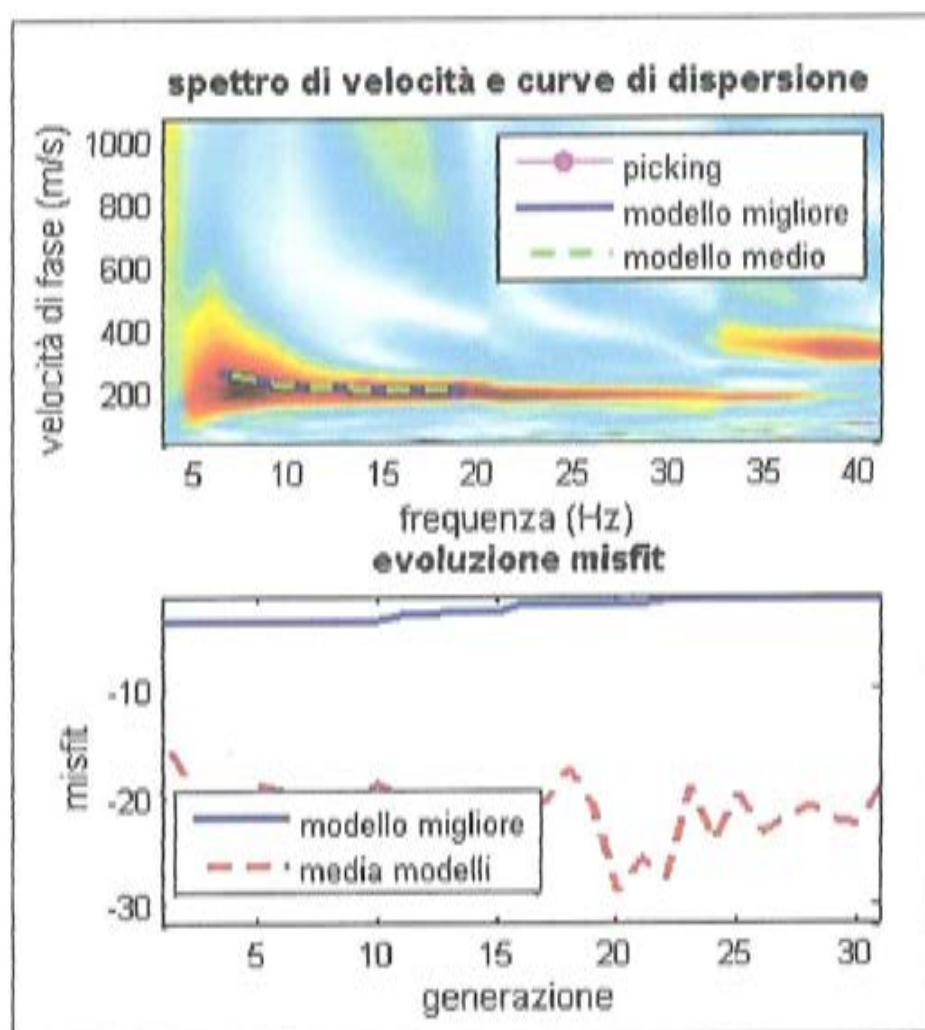 spettro di velocità e curve di dispersione
velocità di fase (m/s)
1000
800
600
400
200
picking
modello migliore
modello medio
5 10 15 20 25 30 35 40
frequenza (Hz)
evoluzione misfit
misfit
-10
-20
-30
modello migliore
media modelli
5 10 15 20 25 30
generazione